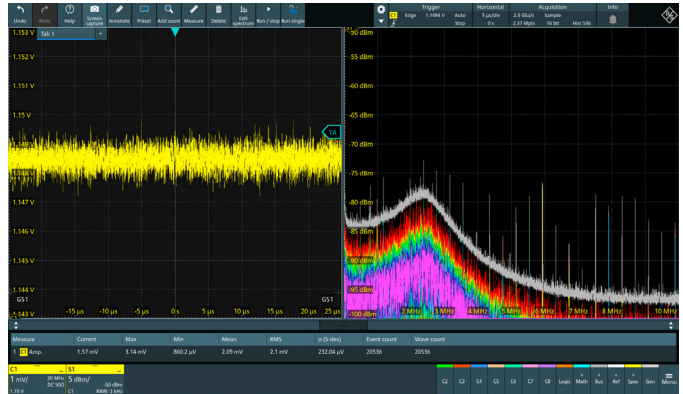 Undo Redo Help Screen capture Annotate Preset Add zoom Measure Delete Edit spectrum Run / stop Run single
Trigger Horizontal Acquisition Info
C1 Edge 1.1494 V Auto 5 µs/div 2.5 GSa/s Sample
Stop 0 s 2.37 Mpts 16 bit Hist 536
Tab 1 +
1.153 V
1.151 V
1.15 V
1.149 V
1.148 V
1.147 V
1.146 V
1.145 V
1.144 V
1.143 V
TA
GS1 GS1
-15 µs -10 µs -5 µs 0 s 5 µs 10 µs 15 µs 20 µs 25 µs
-50 dBm
-55 dBm
-60 dBm
-65 dBm
-70 dBm
-75 dBm
-80 dBm
-85 dBm
-90 dBm
-95 dBm
-100 dBm
2 MHz 3 MHz 4 MHz 5 MHz 6 MHz 7 MHz 8 MHz 10 MHz
Measure Current Max Min Mean RMS σ (S-dev) Event count Wave count
1 C1 Amp. 1.57 mV 3.14 mV 860.2 µV 2.09 mV 2.1 mV 232.04 µV 20536 20536
C1 S1
1 mV/ 20 MHz 5 dBm/
DC 50Ω -50 dBm
1.15 V C1 RBW: 2 kHz
C2 C3 C4 C5 C6 C7 C8 Logic + Math + Bus + Ref + Spec Gen Menu